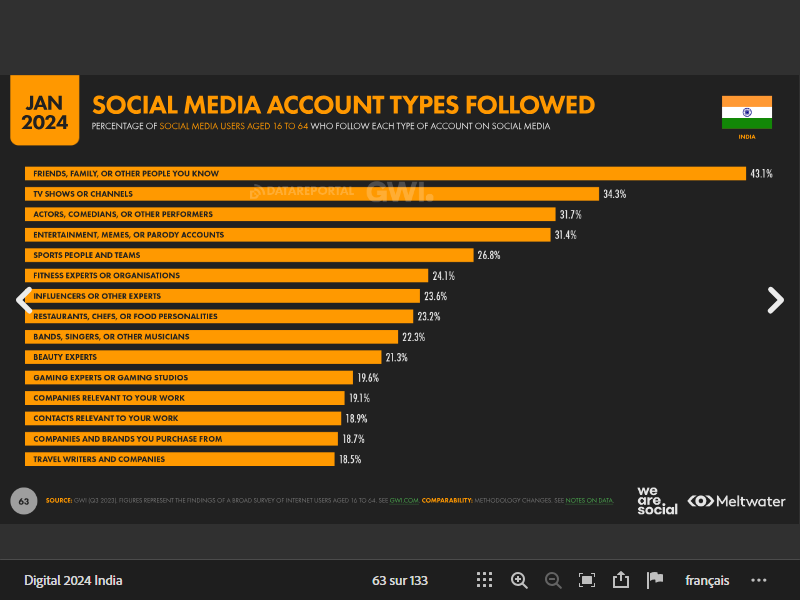 JAN
2024
SOCIAL MEDIA ACCOUNT TYPES FOLLOWED
PERCENTAGE OF SOCIAL MEDIA USERS AGED 16 TO 64 WHO FOLLOW EACH TYPE OF ACCOUNT ON SOCIAL MEDIA
INDIA
FRIENDS, FAMILY, OR OTHER PEOPLE YOU KNOW 43.1%
DATAREPORTAL GWI.
TV SHOWS OR CHANNELS 34.3%
ACTORS, COMEDIANS, OR OTHER PERFORMERS 31.7%
ENTERTAINMENT, MEMES, OR PARODY ACCOUNTS 31.4%
SPORTS PEOPLE AND TEAMS 26.8%
FITNESS EXPERTS OR ORGANISATIONS 24.1%
INFLUENCERS OR OTHER EXPERTS 23.6%
RESTAURANTS, CHEFS, OR FOOD PERSONALITIES 23.2%
BANDS, SINGERS, OR OTHER MUSICIANS 22.3%
BEAUTY EXPERTS 21.3%
GAMING EXPERTS OR GAMING STUDIOS 19.6%
COMPANIES RELEVANT TO YOUR WORK 19.1%
CONTACTS RELEVANT TO YOUR WORK 18.9%
COMPANIES AND BRANDS YOU PURCHASE FROM 18.7%
TRAVEL WRITERS AND COMPANIES 18.5%
63
SOURCE: GWI (Q3 2023). FIGURES REPRESENT THE FINDINGS OF A BROAD SURVEY OF INTERNET USERS AGED 16 TO 64. SEE GWI.COM. COMPARABILITY: METHODOLOGY CHANGES. SEE NOTES ON DATA.
we
are
social
Meltwater
Digital 2024 India
63 sur 133
français